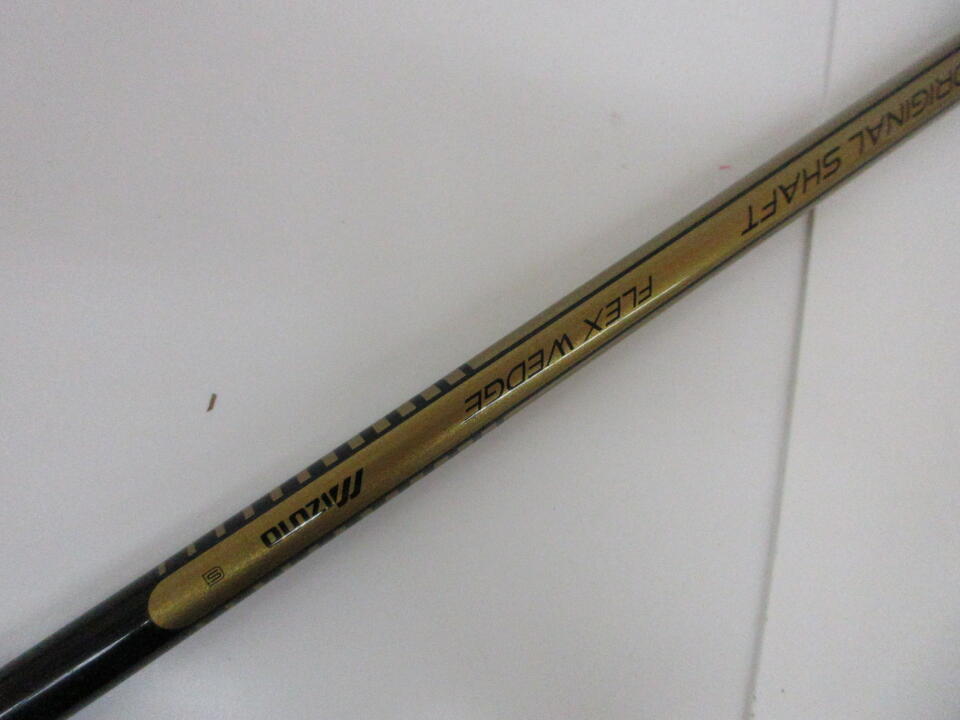 ORIGINAL SHAFT
FLEX WEDGE
MIZUNO
S